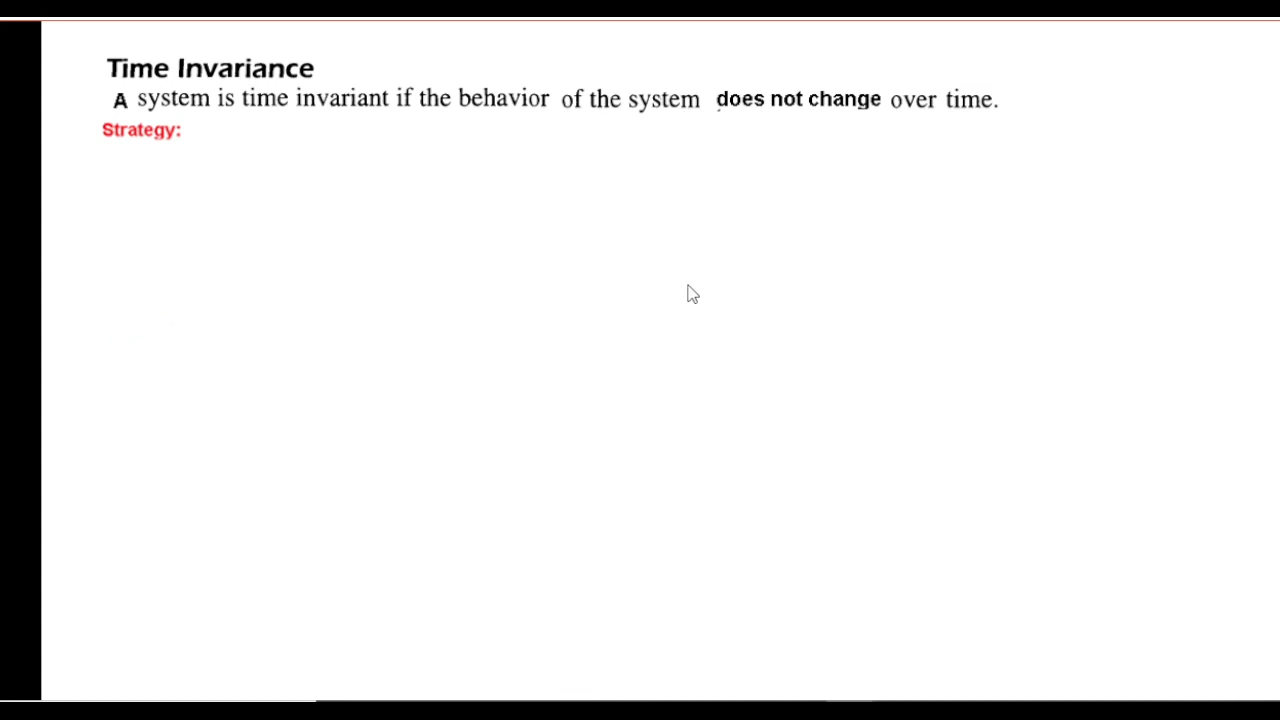 Time Invariance
A system is time invariant if the behavior of the system does not change over time.
Strategy: